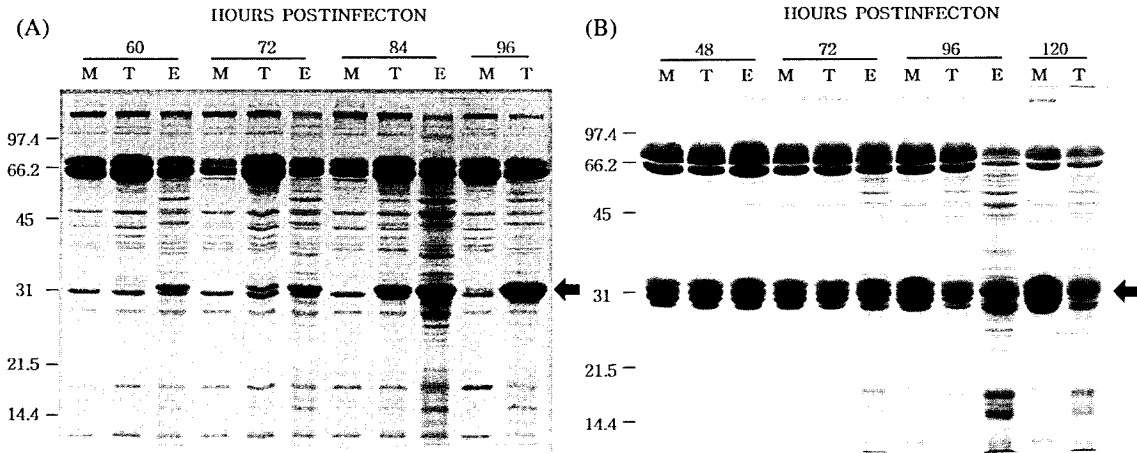 (A)
HOURS POSTINFECTON
60 72 84 96
M T E M T E M T E M T
97.4
66.2
45
31
21.5
14.4
(B)
HOURS POSTINFECTON
48 72 96 120
M T E M T E M T E M T
97.4
66.2
45
31
21.5
14.4